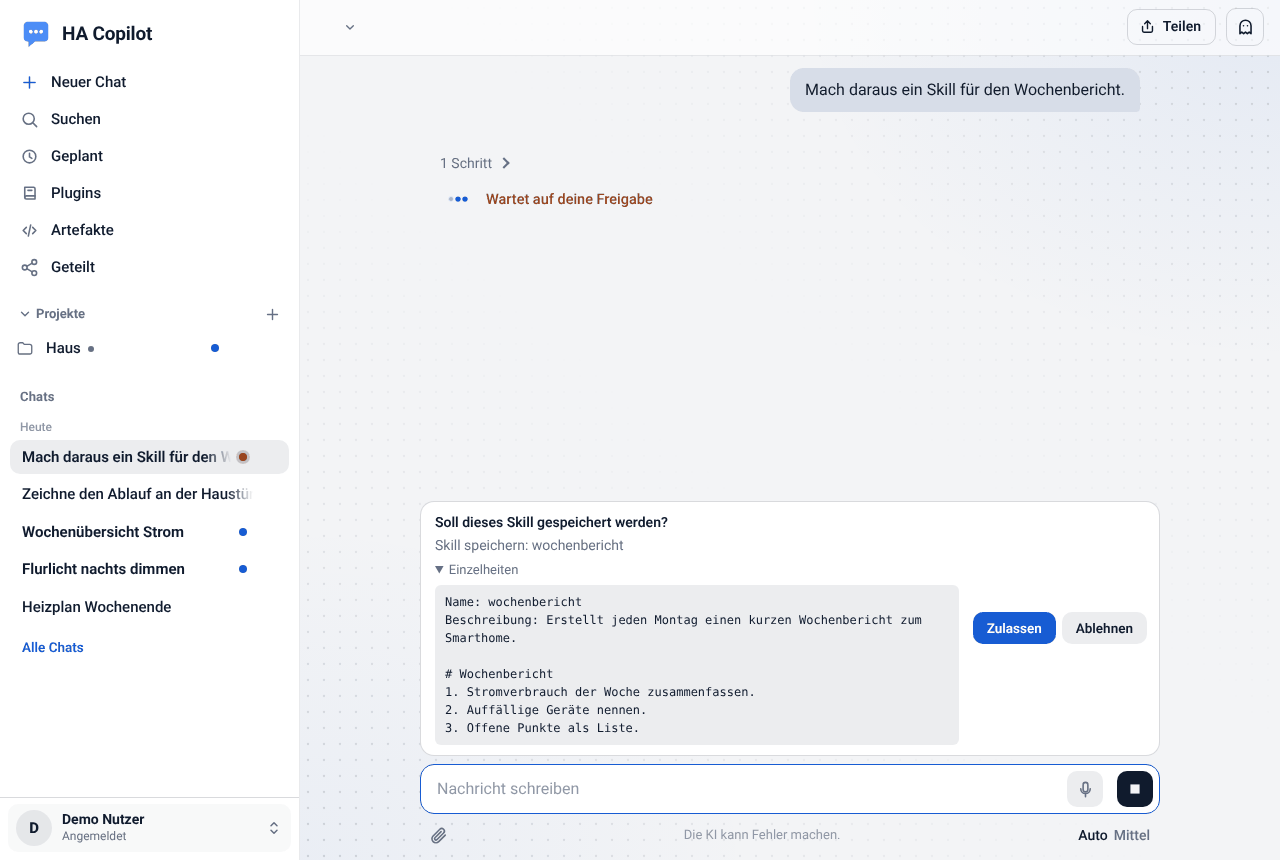 HA Copilot
Neuer Chat
Suchen
Geplant
Plugins
Artefakte
Geteilt
Projekte
Haus
Chats
Heute
Mach daraus ein Skill für den W
Zeichne den Ablauf an der Haustü
Wochenübersicht Strom
Flurlicht nachts dimmen
Heizplan Wochenende
Alle Chats
D
Demo Nutzer
Angemeldet
Teilen
Mach daraus ein Skill für den Wochenbericht.
1 Schritt
Wartet auf deine Freigabe
Soll dieses Skill gespeichert werden?
Skill speichern: wochenbericht
Einzelheiten
Name: wochenbericht
Beschreibung: Erstellt jeden Montag einen kurzen Wochenbericht zum
Smarthome.
# Wochenbericht
1. Stromverbrauch der Woche zusammenfassen.
2. Auffällige Geräte nennen.
3. Offene Punkte als Liste.
Zulassen
Ablehnen
Nachricht schreiben
Die KI kann Fehler machen.
Auto Mittel